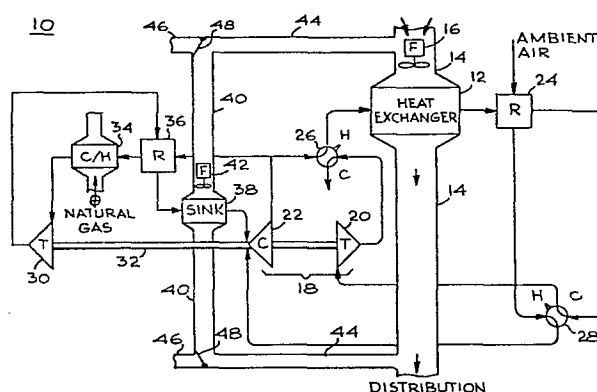 10
46
48
44
F
16
14
AMBIENT
AIR
24
12
34
36
40
26
H
HEAT
EXCHANGER
R
C/H
R
F
42
C
NATURAL
GAS
SINK
38
22
20
14
T
C
T
30
32
18
40
H
C
46
48
44
28
DISTRIBUTION